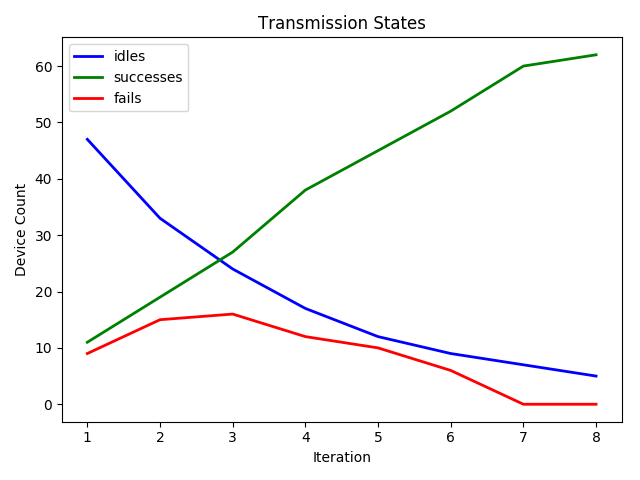 Transmission States
idles
successes
fails
Device Count
60
50
40
30
20
10
0
1 2 3 4 5 6 7 8
Iteration